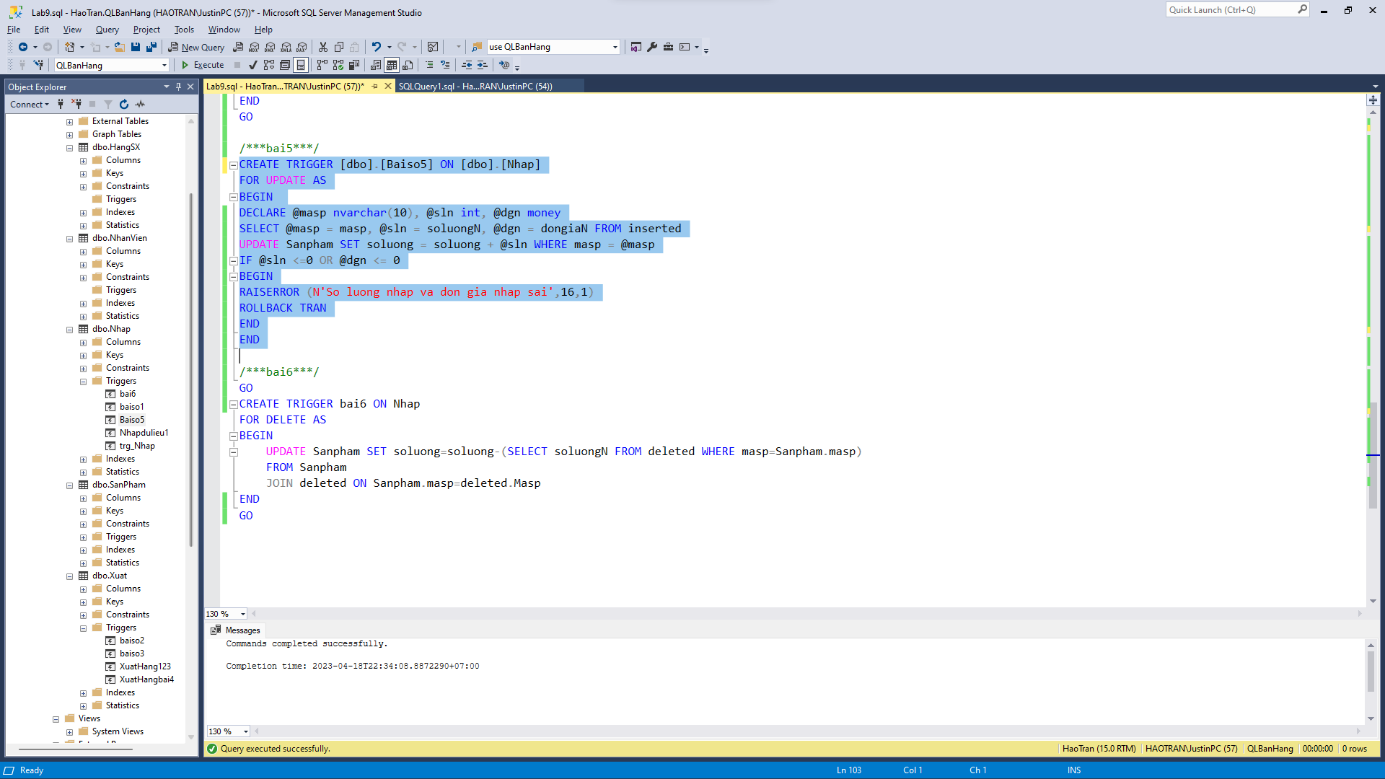 Lab9.sql - HaoTran.QLBanHang (HAOTRAN\JustinPC (57))* - Microsoft SQL Server Management Studio
Quick Launch (Ctrl+Q)
File Edit View Query Project Tools Window Help
New Query
use QLBanHang
QLBanHang
Execute
Object Explorer
Connect
External Tables
Graph Tables
dbo.HangSX
Columns
Keys
Constraints
Triggers
Indexes
Statistics
dbo.NhanVien
Columns
Keys
Constraints
Triggers
Indexes
Statistics
dbo.Nhap
Columns
Keys
Constraints
Triggers
bai6
baiso1
Baiso5
Nhapdulieu1
trg_Nhap
Indexes
Statistics
dbo.SanPham
Columns
Keys
Constraints
Triggers
Indexes
Statistics
dbo.Xuat
Columns
Keys
Constraints
Triggers
baiso2
baiso3
XuatHang123
XuatHangbai4
Indexes
Statistics
Views
System Views
Lab9.sql - HaoTran...TRAN\JustinPC (57))*
SQLQuery1.sql - Ha...RAN\JustinPC (54))
END
GO
/***bai5***/
CREATE TRIGGER [dbo].[Baiso5] ON [dbo].[Nhap]
FOR UPDATE AS
BEGIN
DECLARE @masp nvarchar(10), @sln int, @dgn money
SELECT @masp = masp, @sln = soluongN, @dgn = dongiaN FROM inserted
UPDATE Sanpham SET soluong = soluong + @sln WHERE masp = @masp
IF @sln <=0 OR @dgn <= 0
BEGIN
RAISERROR (N'So luong nhap va don gia nhap sai',16,1)
ROLLBACK TRAN
END
END
/***bai6***/
GO
CREATE TRIGGER bai6 ON Nhap
FOR DELETE AS
BEGIN
UPDATE Sanpham SET soluong=soluong-(SELECT soluongN FROM deleted WHERE masp=Sanpham.masp)
FROM Sanpham
JOIN deleted ON Sanpham.masp=deleted.Masp
END
GO
130 %
Messages
Commands completed successfully.
Completion time: 2023-04-18T22:34:08.8872290+07:00
130 %
Query executed successfully.
HaoTran (15.0 RTM) HAOTRAN\JustinPC (57) QLBanHang 00:00:00 0 rows
Ready
Ln 103 Col 1 Ch 1 INS